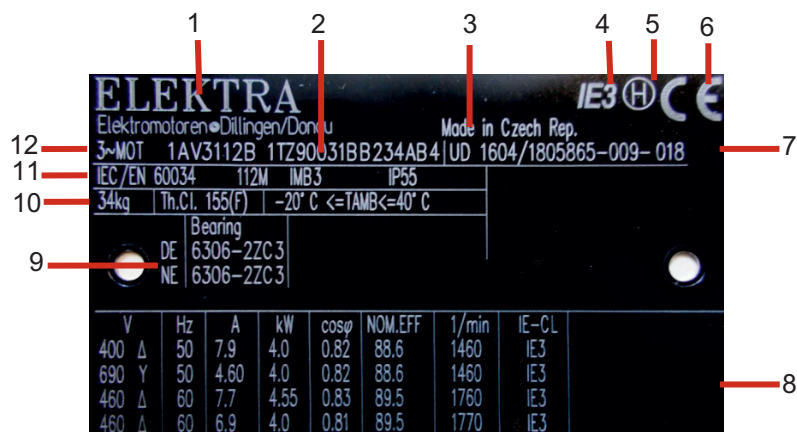 1 2 3 4 5 6
ELEKTRA IE3 H CE
Elektromotoren Dillingen/Donau Made in Czech Rep.
12 3~MOT 1AV3112B 1TZ90031BB234AB4 UD 1604/1805865-009-018 7
11 IEC/EN 60034 112M IMB3 IP55
10 34kg Th.Cl. 155(F) -20°C <=TAMB<=40°C
Bearing
9 DE 6306-2ZC3
NE 6306-2ZC3
V Hz A kW cosφ NOM.EFF 1/min IE-CL
400 Δ 50 7.9 4.0 0.82 88.6 1460 IE3
690 Y 50 4.60 4.0 0.82 88.6 1460 IE3
460 Δ 60 7.7 4.55 0.83 89.5 1760 IE3 8
460 Δ 60 6.9 4.0 0.81 89.5 1770 IE3